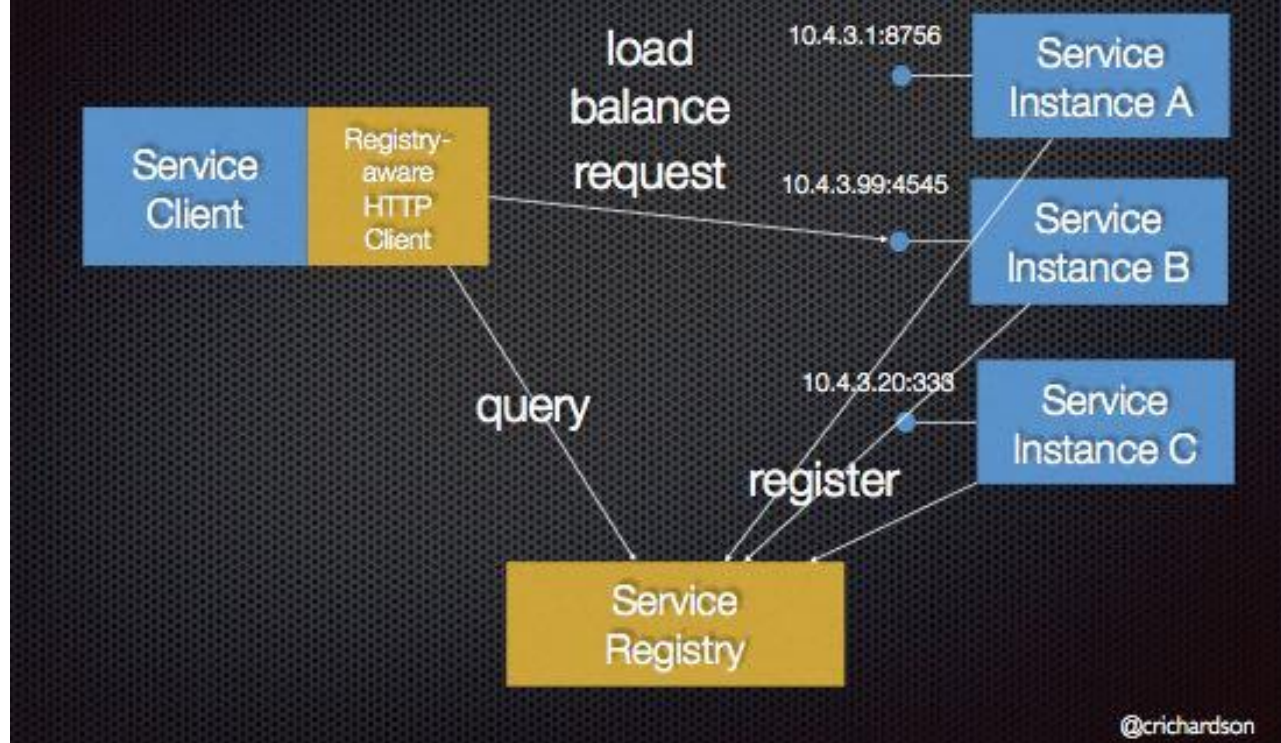 load
balance
request
10.4.3.1:8756
Service
Instance A
Service
Client
Registry-
aware
HTTP
Client
10.4.3.99:4545
Service
Instance B
query
10.4.3.20:333
Service
Instance C
register
Service
Registry
@crichardson